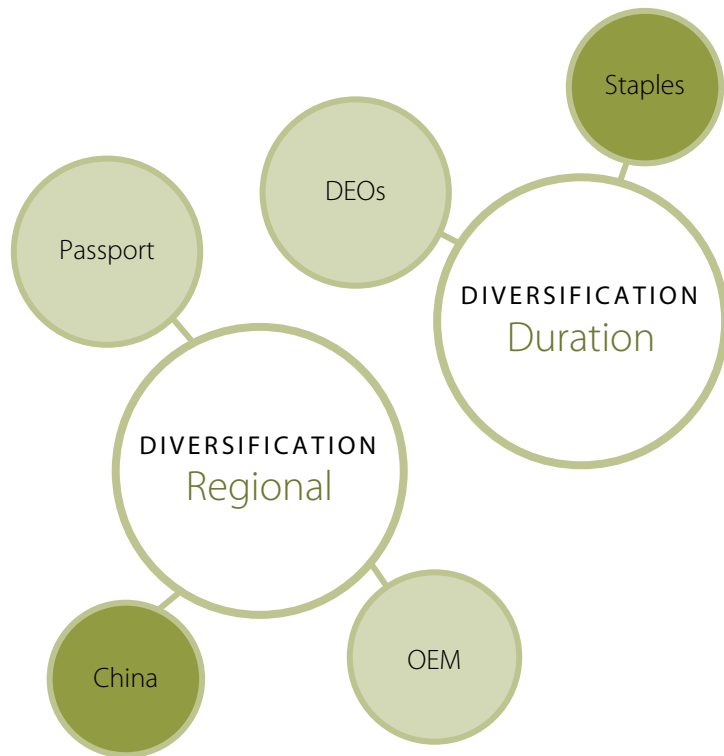 Staples
DEOs
Passport
DIVERSIFICATION
Duration
DIVERSIFICATION
Regional
China
OEM